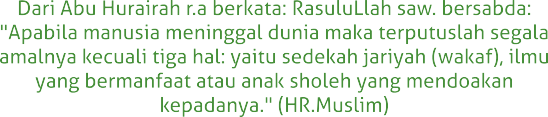 Dari Abu Hurairah r.a berkata: RasuluLlah saw. bersabda:
"Apabila manusia meninggal dunia maka terputuslah segala
amalnya kecuali tiga hal: yaitu sedekah jariyah (wakaf), ilmu
yang bermanfaat atau anak sholeh yang mendoakan
kepadanya." (HR.Muslim)